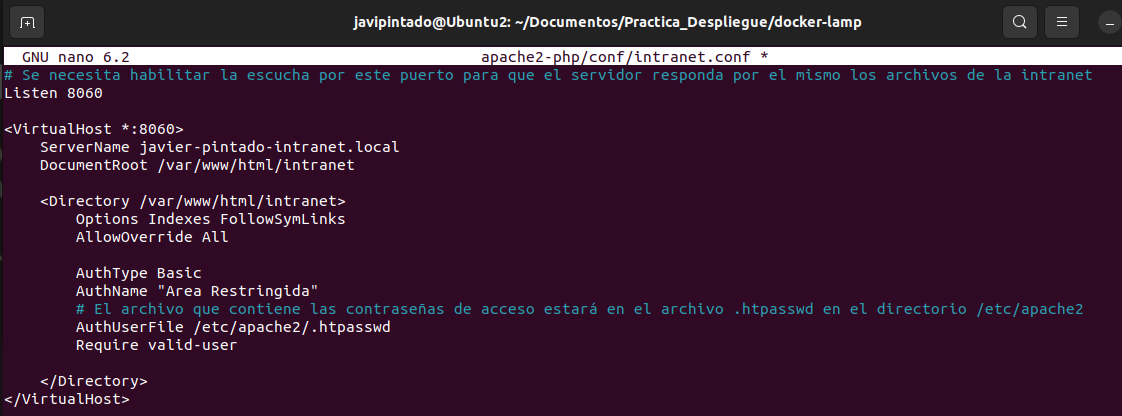 javipintado@Ubuntu2: ~/Documentos/Practica_Despliegue/docker-lamp
GNU nano 6.2 apache2-php/conf/intranet.conf *
# Se necesita habilitar la escucha por este puerto para que el servidor responda por el mismo los archivos de la intranet
Listen 8060
<VirtualHost *:8060>
ServerName javier-pintado-intranet.local
DocumentRoot /var/www/html/intranet
<Directory /var/www/html/intranet>
Options Indexes FollowSymLinks
AllowOverride All
AuthType Basic
AuthName "Area Restringida"
# El archivo que contiene las contraseñas de acceso estará en el archivo .htpasswd en el directorio /etc/apache2
AuthUserFile /etc/apache2/.htpasswd
Require valid-user
</Directory>
</VirtualHost>